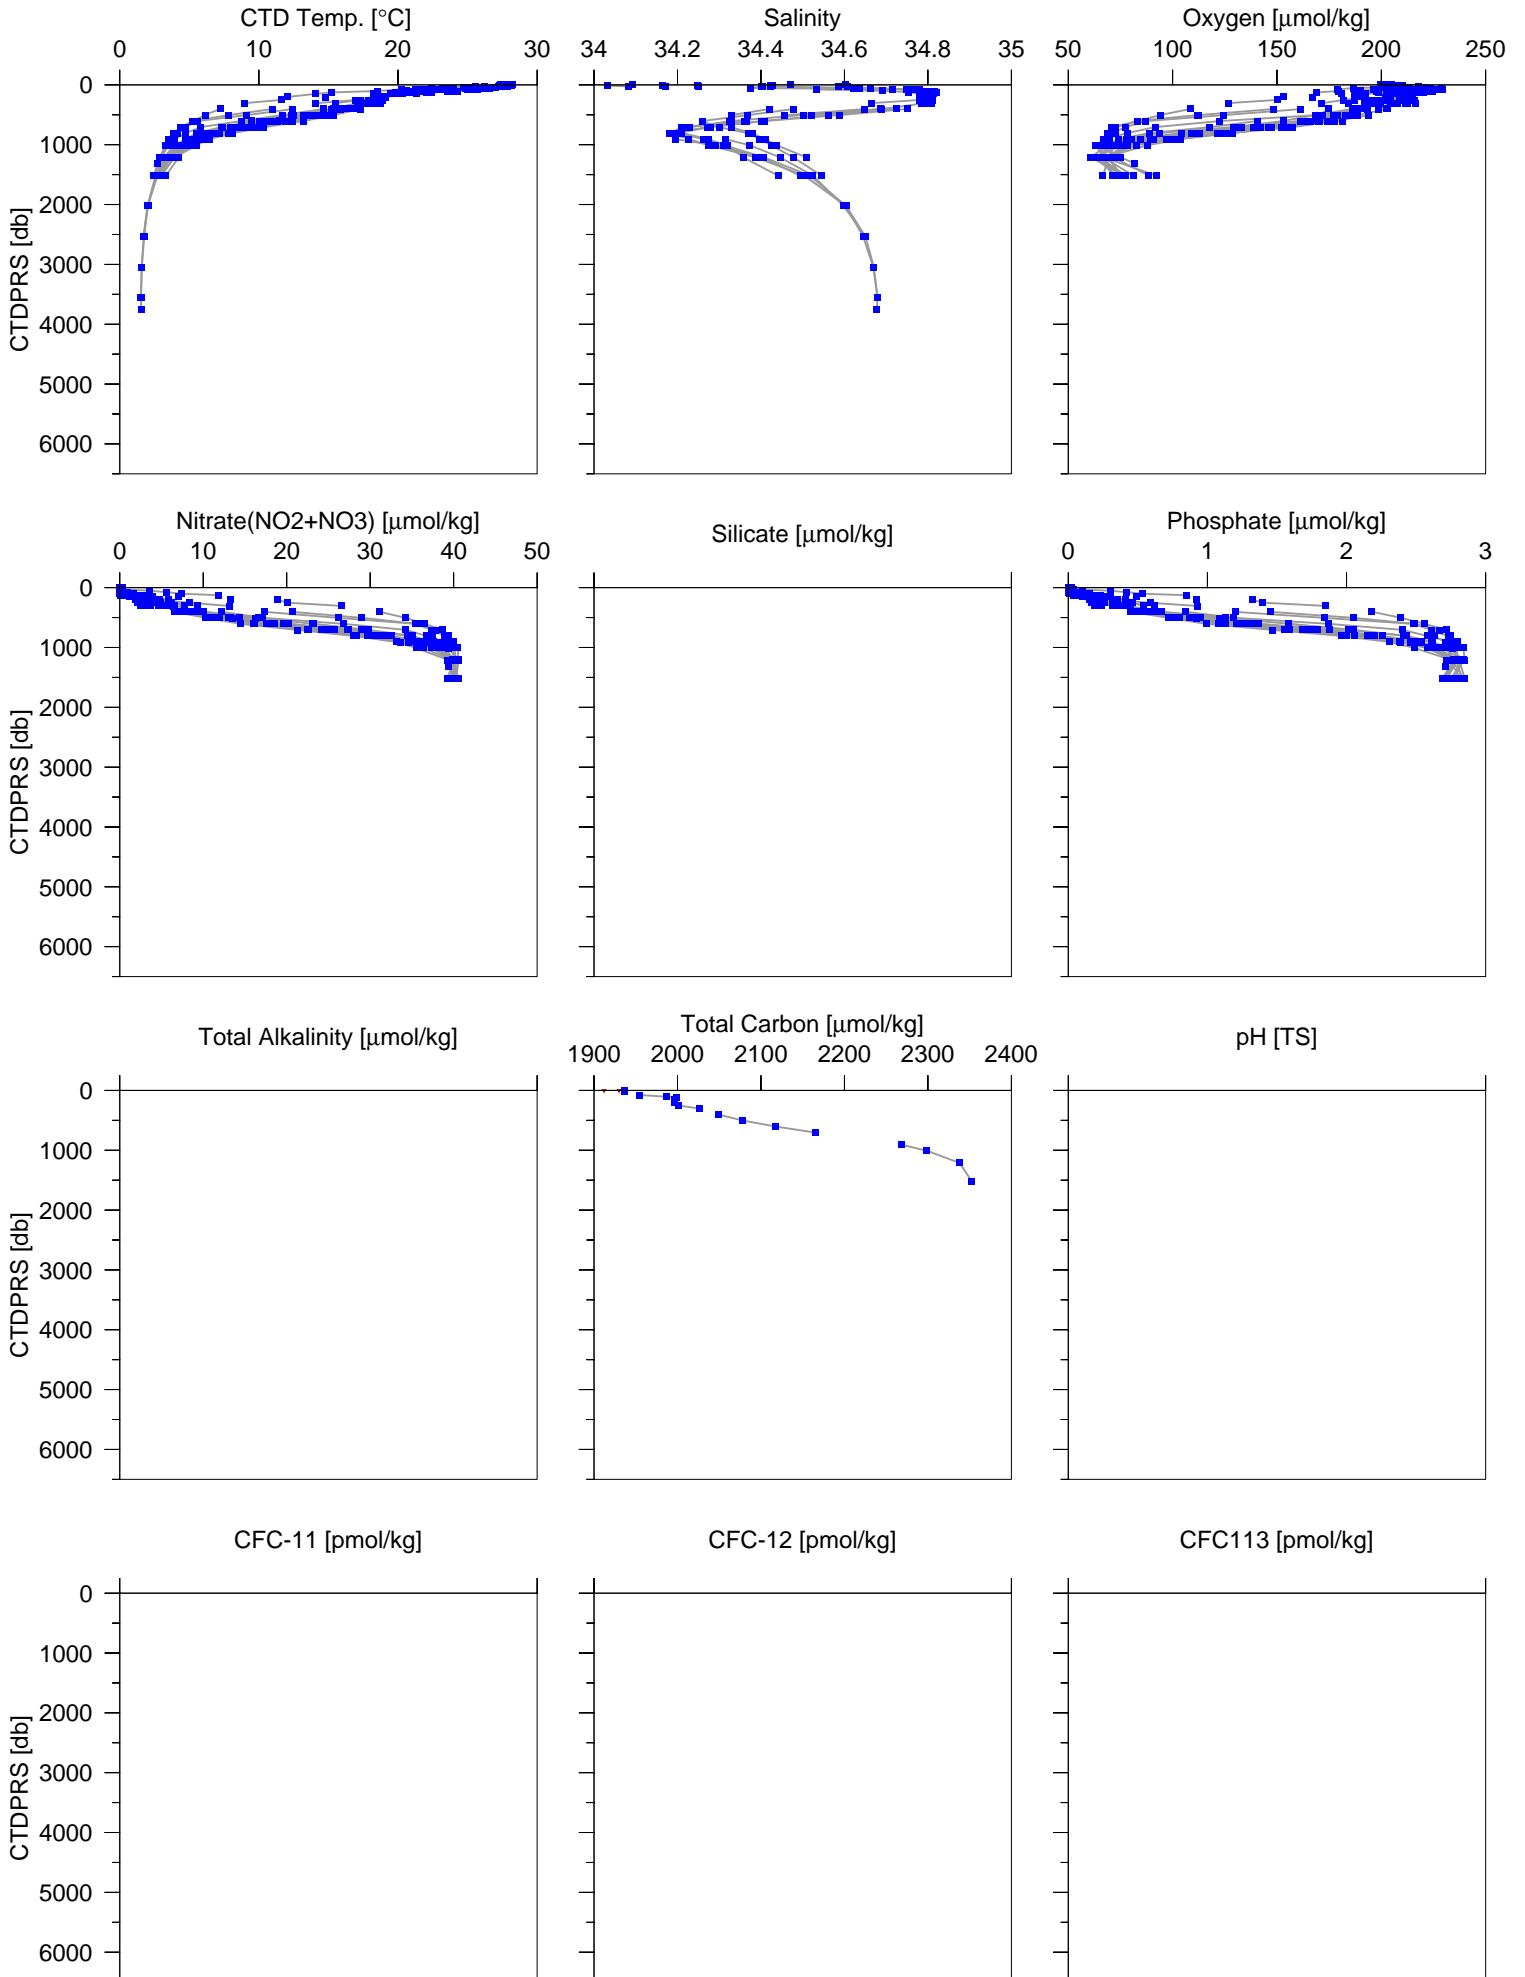 CTD Temp. [°C] Salinity Oxygen [μmol/kg]
0 10 20 30 34 34.2 34.4 34.6 34.8 35 50 100 150 200 250
0
1000
2000
3000
4000
5000
6000
CTDPRS [db]
Nitrate(NO2+NO3) [μmol/kg] Silicate [μmol/kg] Phosphate [μmol/kg]
0 10 20 30 40 50 0 1 2 3
0
1000
2000
3000
4000
5000
6000
CTDPRS [db]
Total Alkalinity [μmol/kg] Total Carbon [μmol/kg] pH [TS]
1900 2000 2100 2200 2300 2400
0
1000
2000
3000
4000
5000
6000
CTDPRS [db]
CFC-11 [pmol/kg] CFC-12 [pmol/kg] CFC113 [pmol/kg]
0
1000
2000
3000
4000
5000
6000
CTDPRS [db]